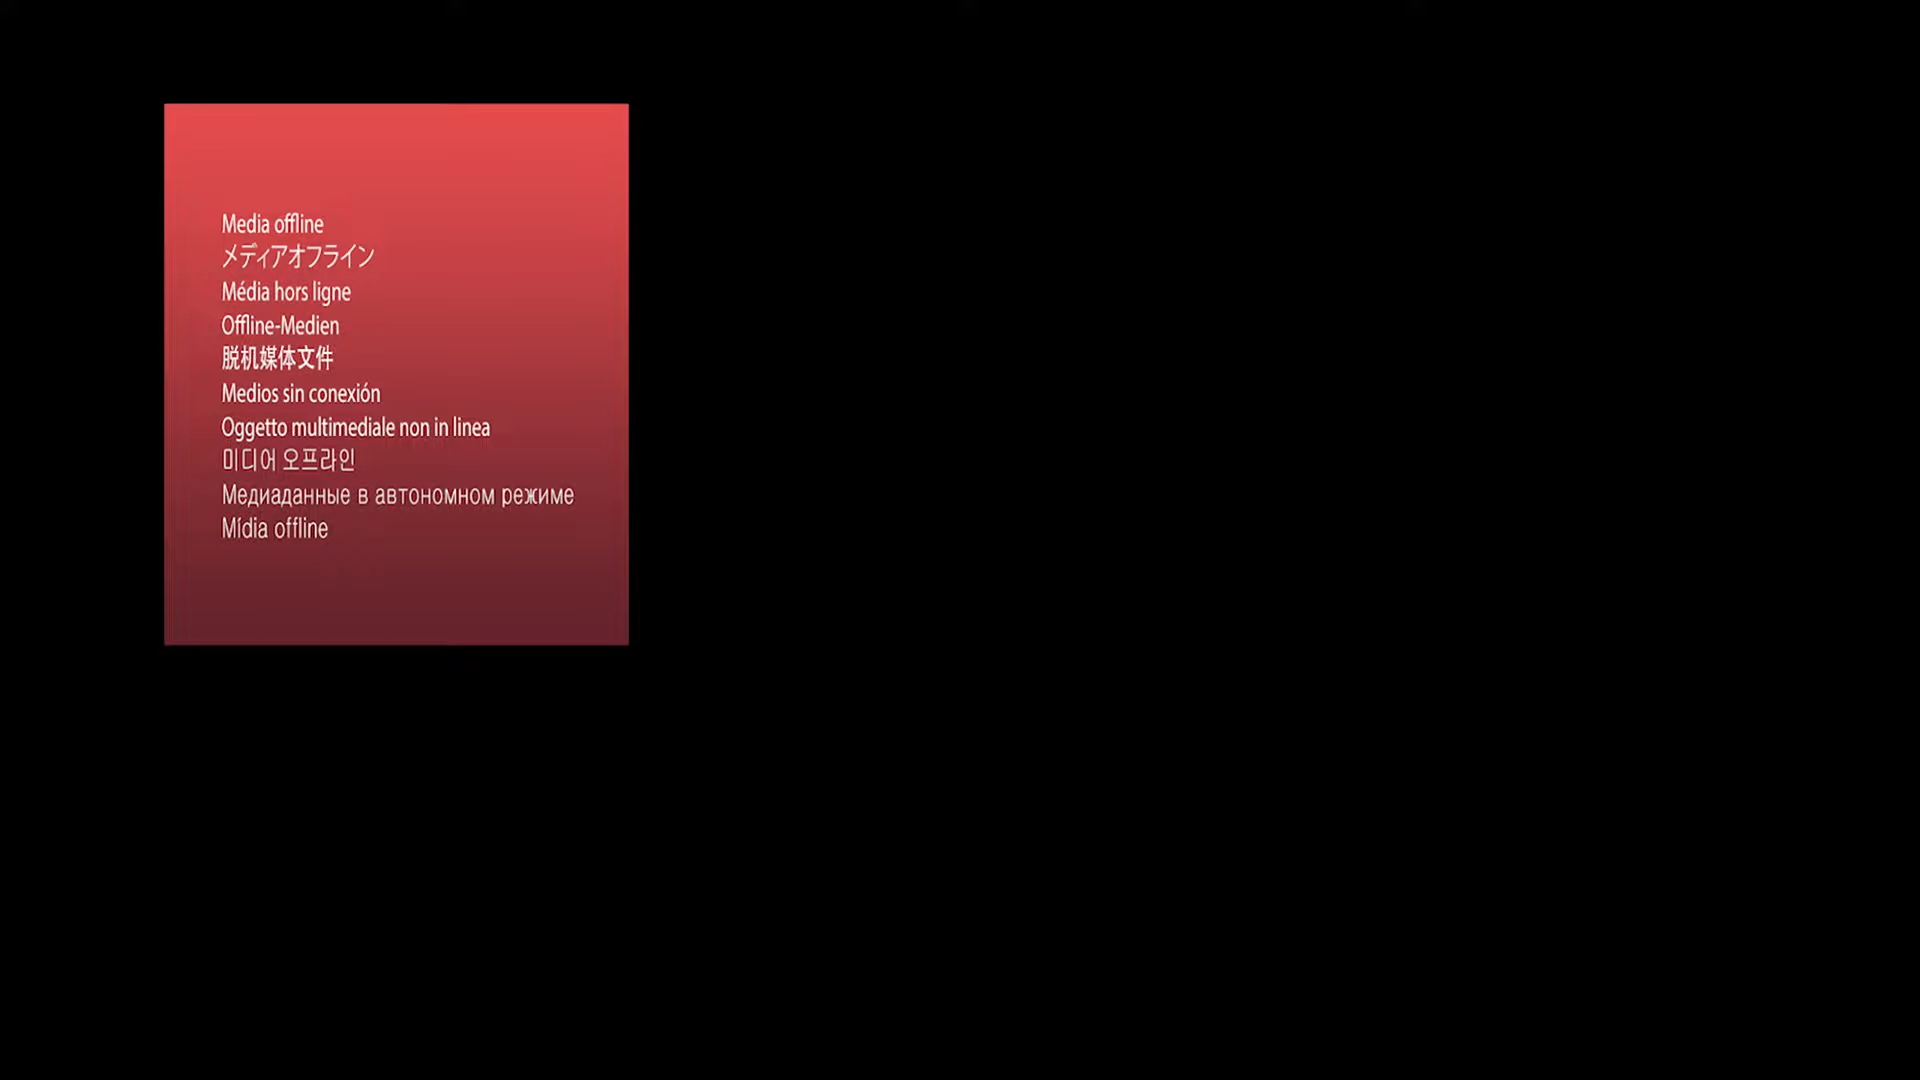 Media offline
メディアオフライン
Média hors ligne
Offline-Medien
脱机媒体文件
Medios sin conexión
Oggetto multimediale non in linea
미디어 오프라인
Медиаданные в автономном режиме
Mídia offline